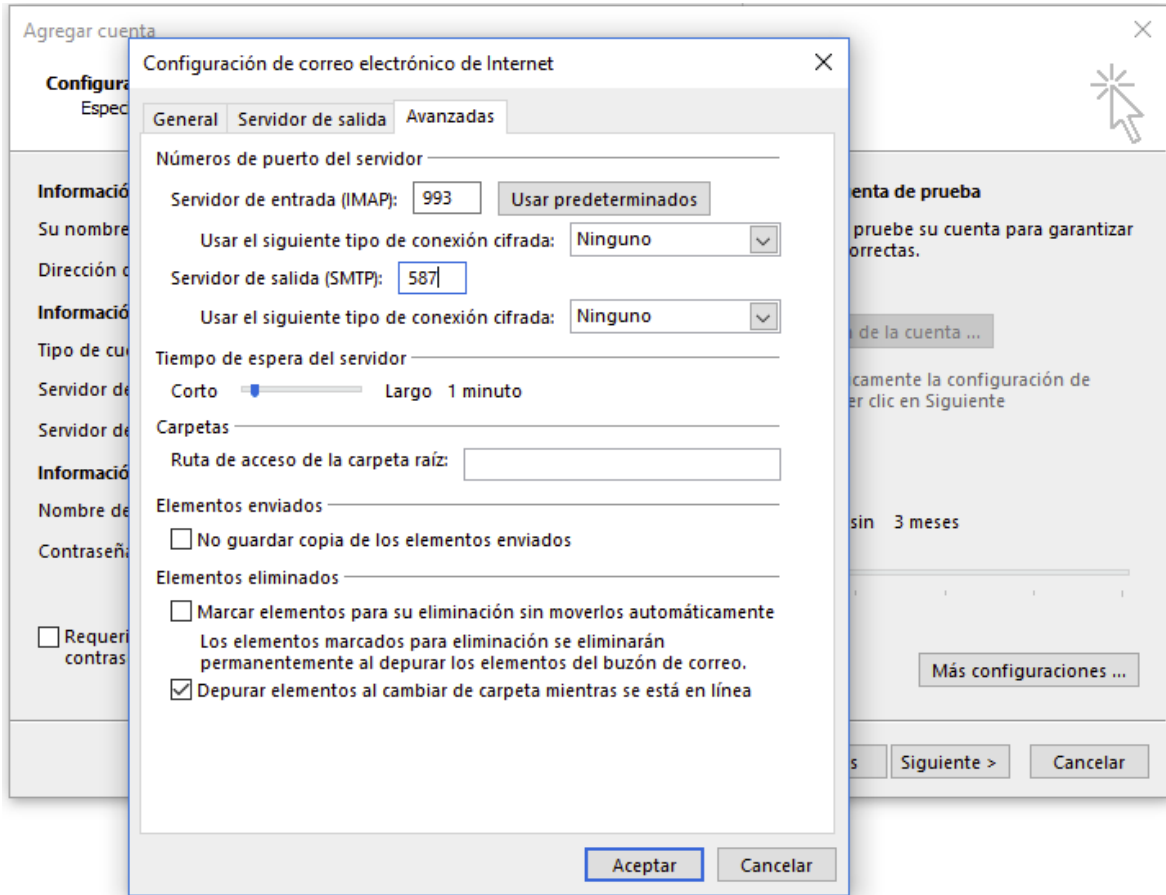 Agregar cuenta
Configuración de correo electrónico de Internet
General Servidor de salida Avanzadas
Números de puerto del servidor
Servidor de entrada (IMAP): 993 Usar predeterminados
Usar el siguiente tipo de conexión cifrada: Ninguno
Servidor de salida (SMTP): 587
Usar el siguiente tipo de conexión cifrada: Ninguno
Tiempo de espera del servidor
Corto Largo 1 minuto
Carpetas
Ruta de acceso de la carpeta raíz:
Elementos enviados
No guardar copia de los elementos enviados
Elementos eliminados
Marcar elementos para su eliminación sin moverlos automáticamente
Los elementos marcados para eliminación se eliminarán
permanentemente al depurar los elementos del buzón de correo.
Depurar elementos al cambiar de carpeta mientras se está en línea
Aceptar Cancelar
Configura
Espec
Informació
Su nombre
Dirección d
Informació
Tipo de cu
Servidor de
Servidor de
Informació
Nombre de
Contraseña
Requeri
contras
enta de prueba
pruebe su cuenta para garantizar
orrectas.
de la cuenta ...
icamente la configuración de
er clic en Siguiente
sin 3 meses
Más configuraciones ...
s Siguiente > Cancelar